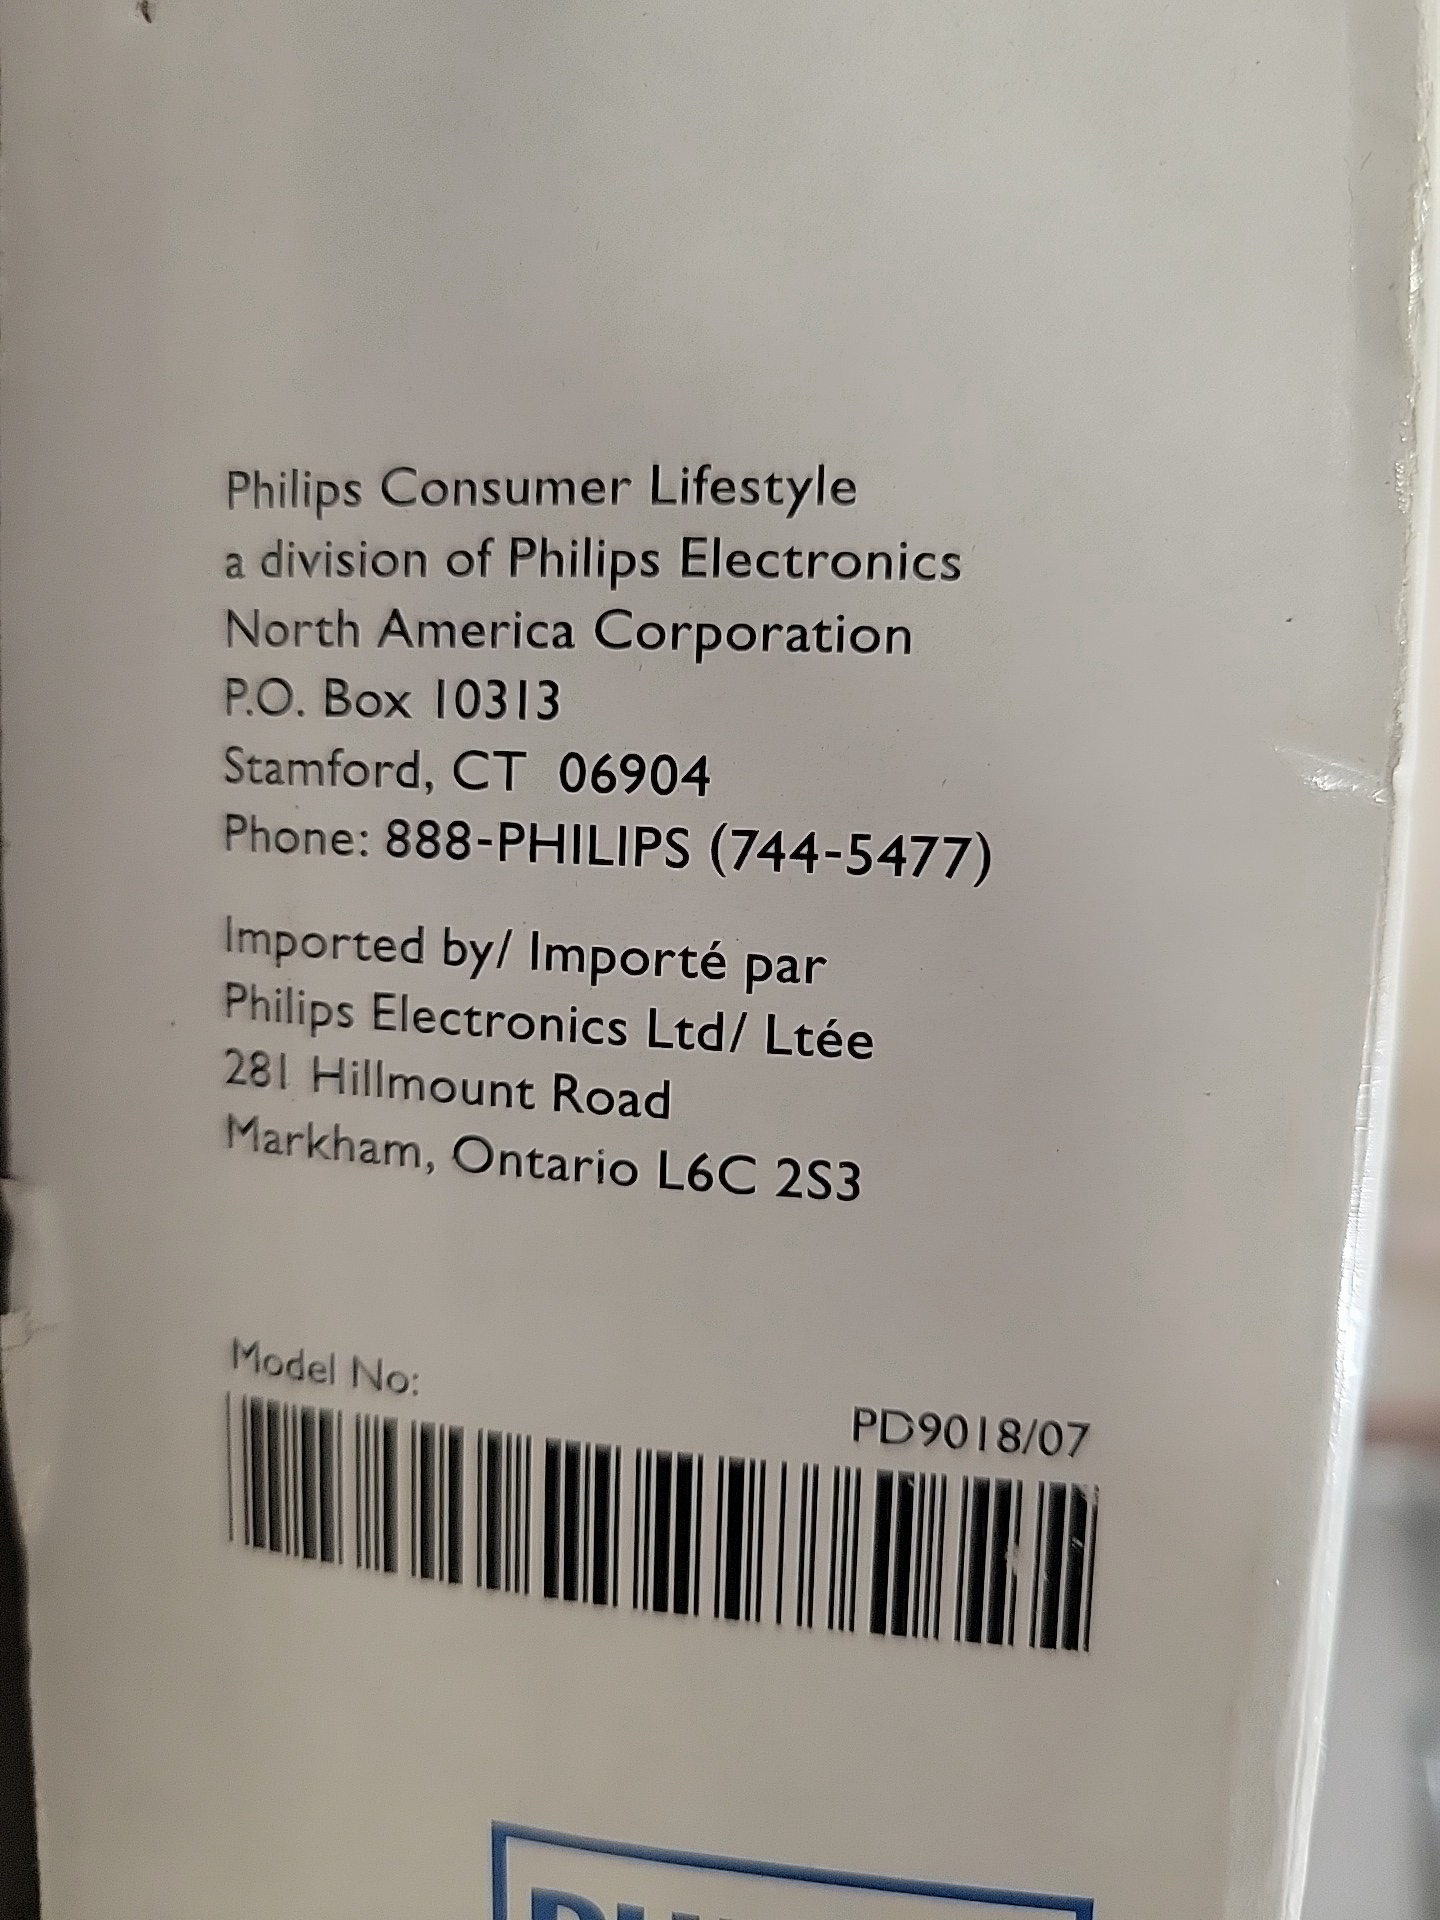 Philips Consumer Lifestyle
a division of Philips Electronics
North America Corporation
P.O. Box 10313
Stamford, CT 06904
Phone: 888-PHILIPS (744-5477)
Imported by/ Importé par
Philips Electronics Ltd/ Ltée
281 Hillmount Road
Markham, Ontario L6C 2S3
Model No:
PD9018/07